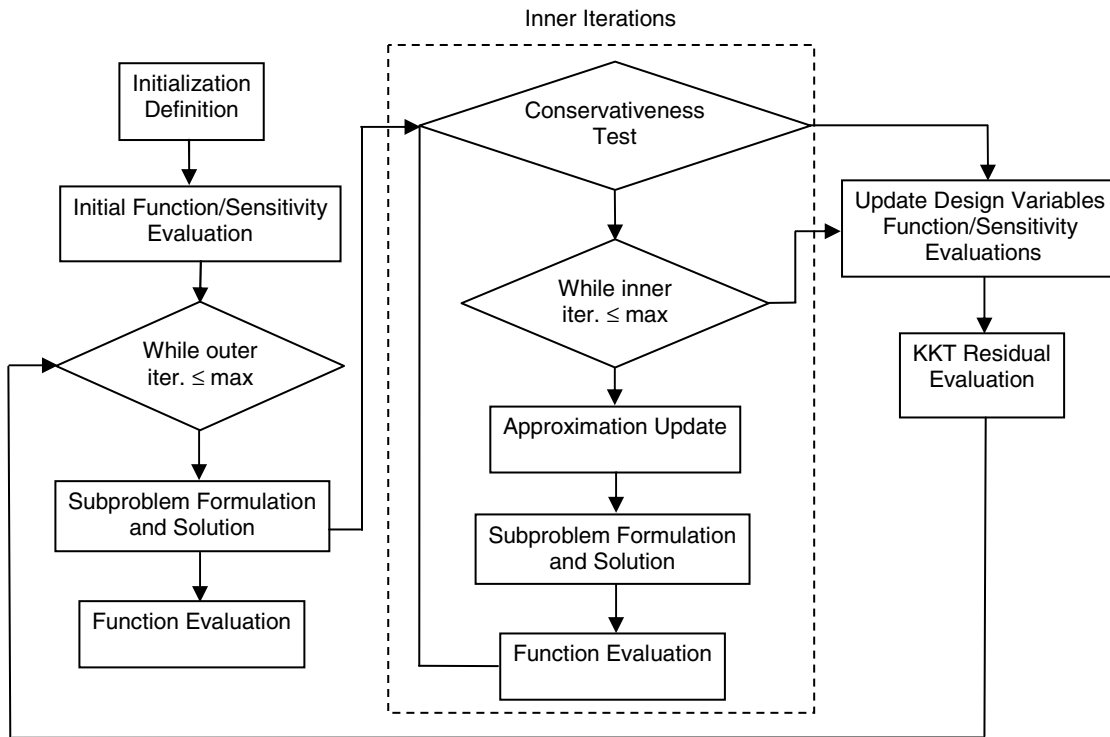 Inner Iterations
Initialization
Definition
Initial Function/Sensitivity
Evaluation
While outer
iter. ≤ max
Subproblem Formulation
and Solution
Function Evaluation
Conservativeness
Test
While inner
iter. ≤ max
Approximation Update
Subproblem Formulation
and Solution
Function Evaluation
Update Design Variables
Function/Sensitivity
Evaluations
KKT Residual
Evaluation